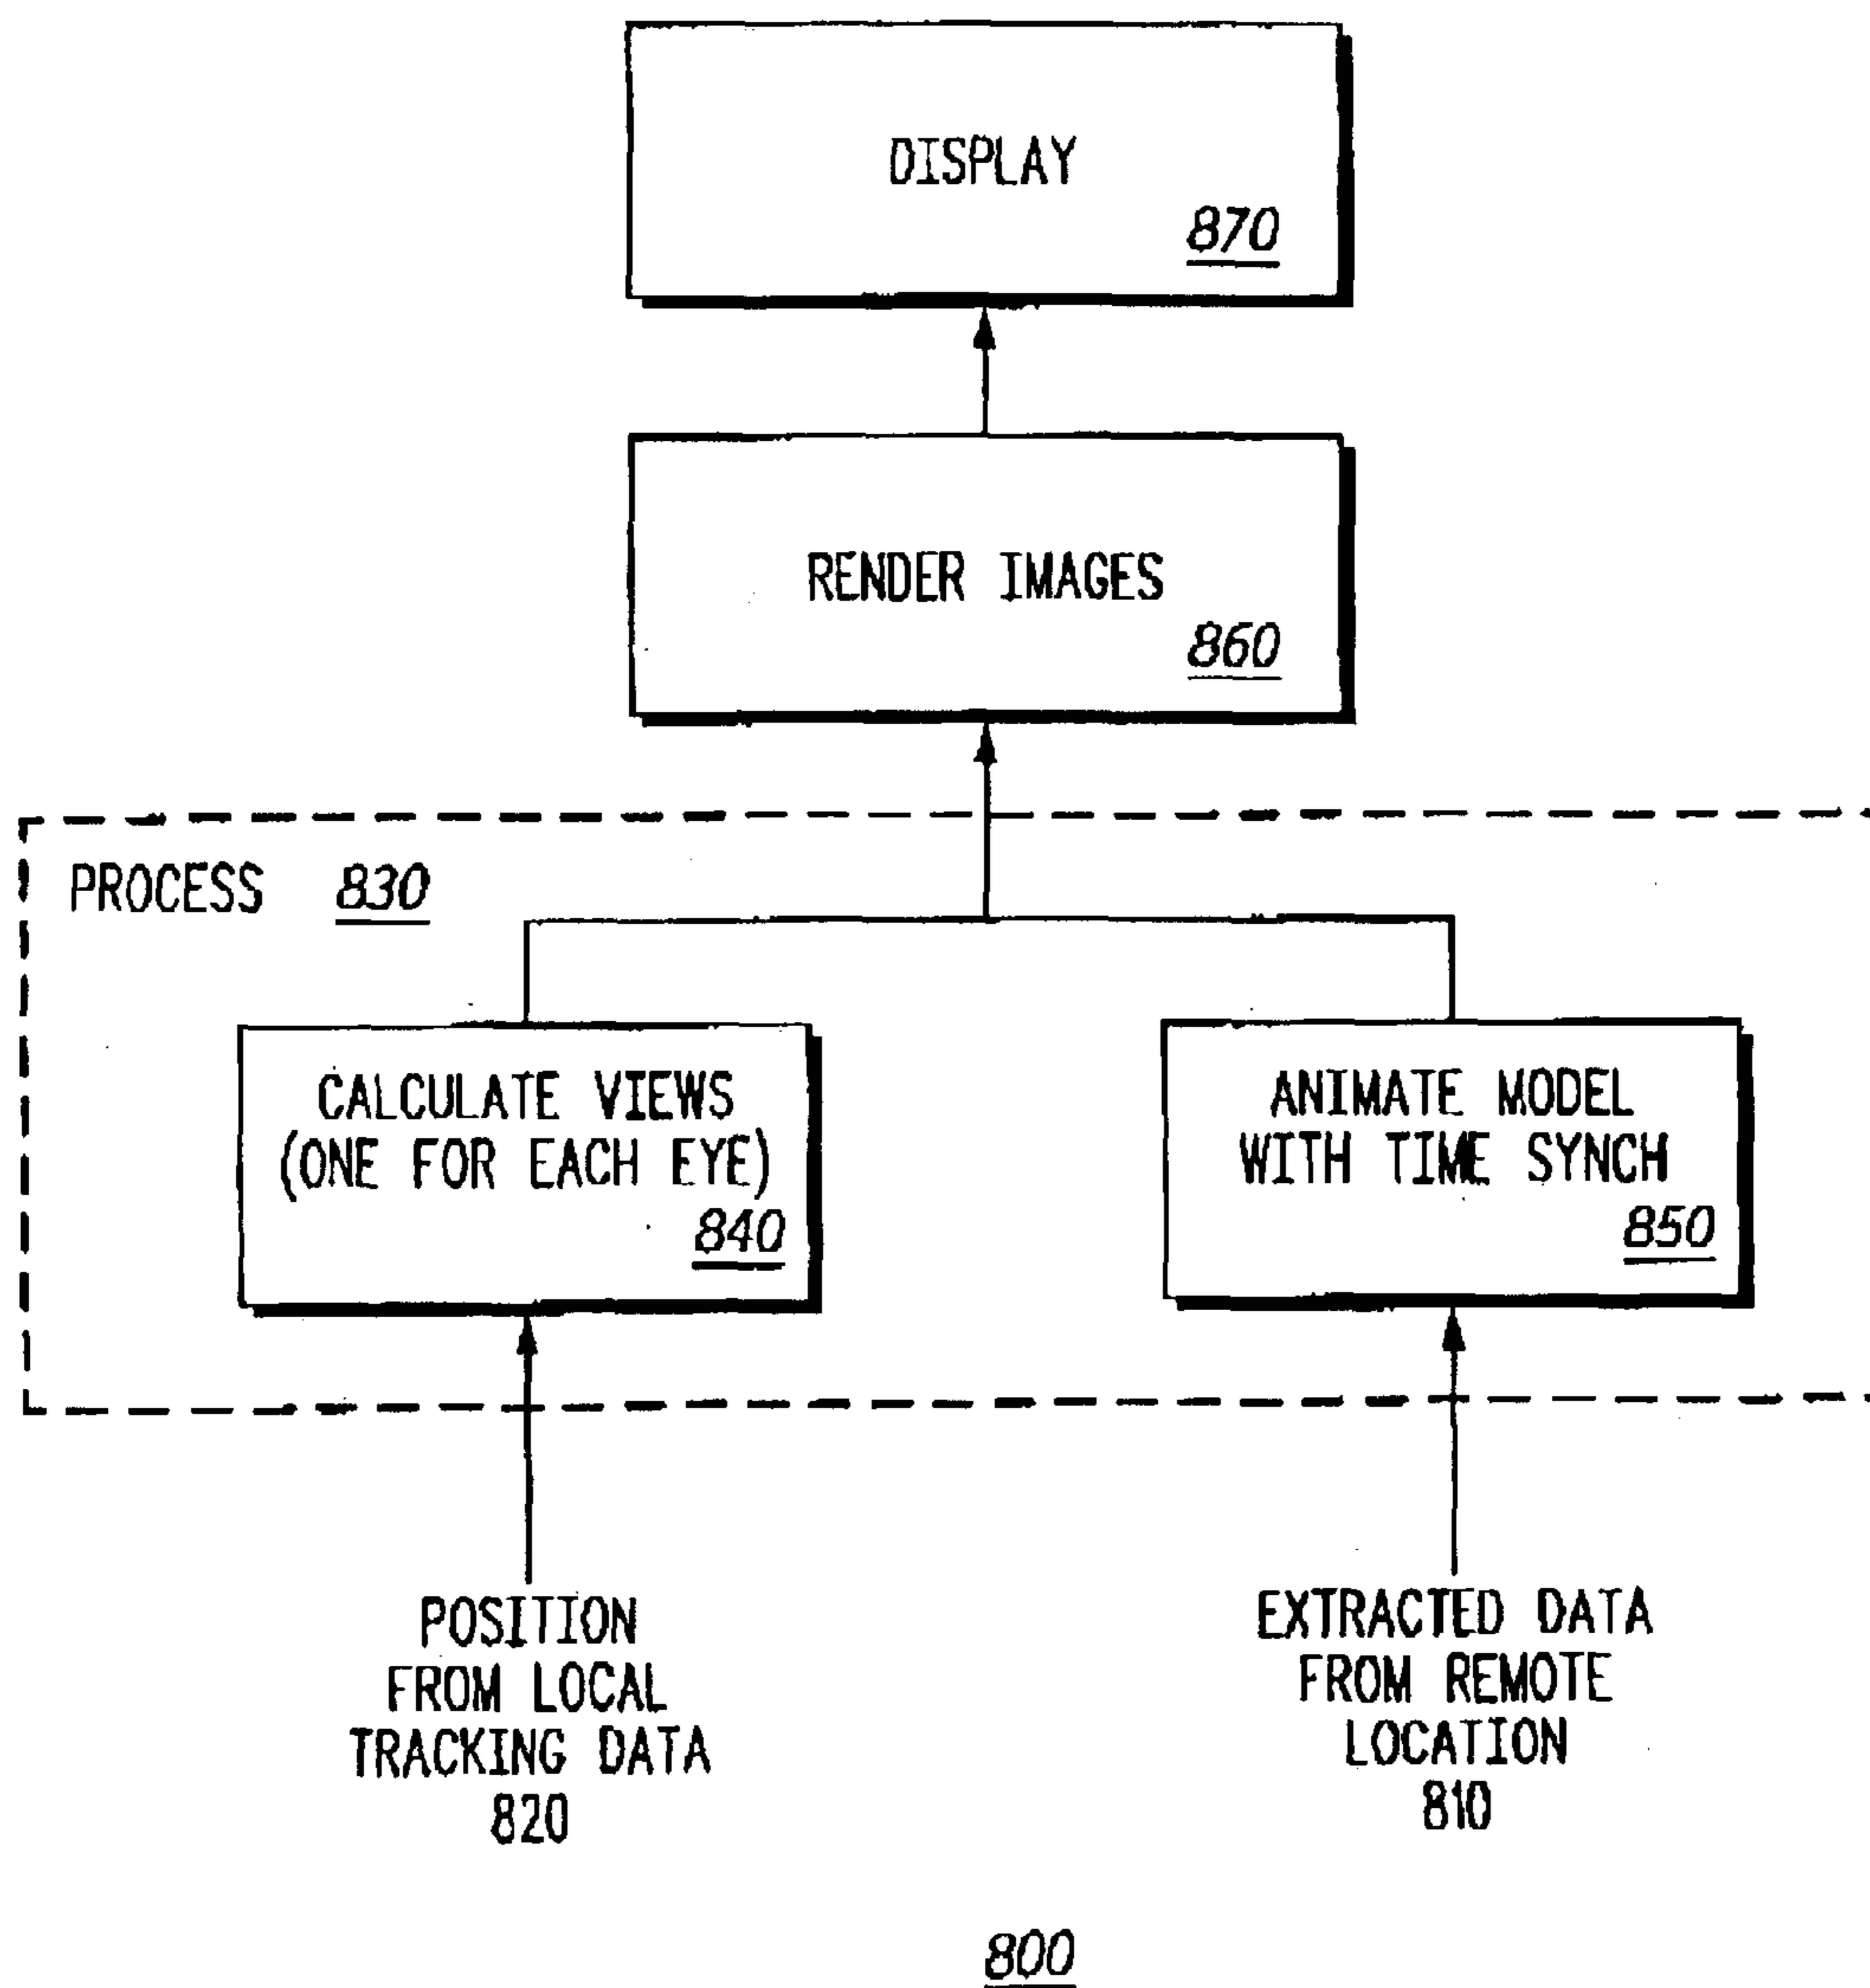 DISPLAY
870
RENDER IMAGES
860
PROCESS 830
CALCULATE VIEWS
(ONE FOR EACH EYE)
840
ANIMATE MODEL
WITH TIME SYNCH
850
POSITION
FROM LOCAL
TRACKING DATA
820
EXTRACTED DATA
FROM REMOTE
LOCATION
810
800